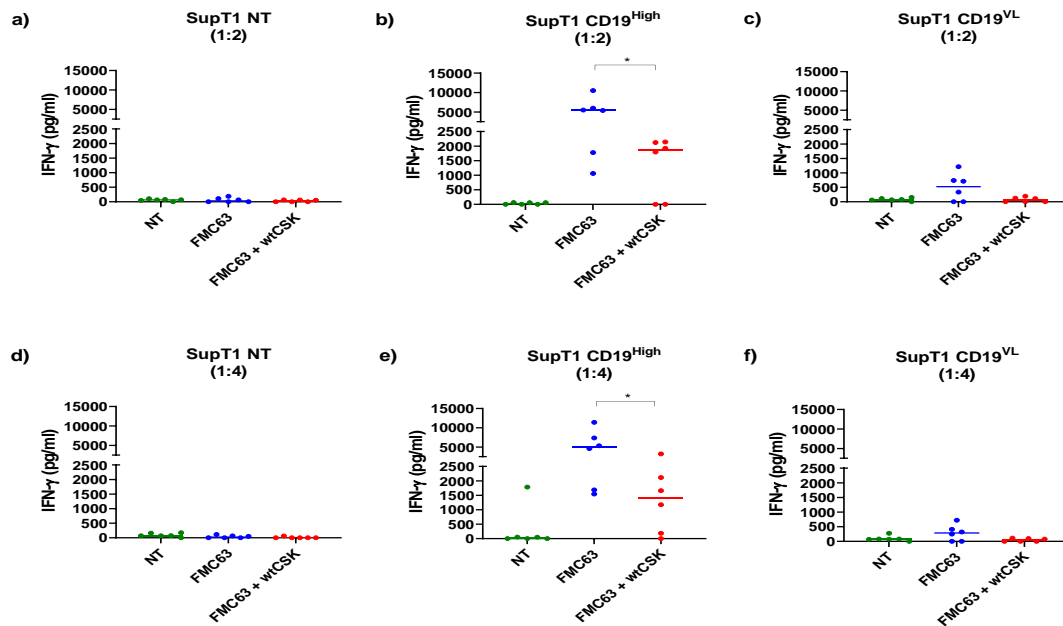 a)
SupT1 NT
(1:2)
IFN-γ (pg/ml)
15000
10000
5000
2500
2000
1500
1000
500
0
NT
FMC63
FMC63 + wtCSK
b)
SupT1 CD19High
(1:2)
*
IFN-γ (pg/ml)
15000
10000
5000
2500
2000
1500
1000
500
0
NT
FMC63
FMC63 + wtCSK
c)
SupT1 CD19VL
(1:2)
IFN-γ (pg/ml)
15000
10000
5000
2500
2000
1500
1000
500
0
NT
FMC63
FMC63 + wtCSK
d)
SupT1 NT
(1:4)
IFN-γ (pg/ml)
15000
10000
5000
2500
2000
1500
1000
500
0
NT
FMC63
FMC63 + wtCSK
e)
SupT1 CD19High
(1:4)
*
IFN-γ (pg/ml)
15000
10000
5000
2500
2000
1500
1000
500
0
NT
FMC63
FMC63 + wtCSK
f)
SupT1 CD19VL
(1:4)
IFN-γ (pg/ml)
15000
10000
5000
2500
2000
1500
1000
500
0
NT
FMC63
FMC63 + wtCSK